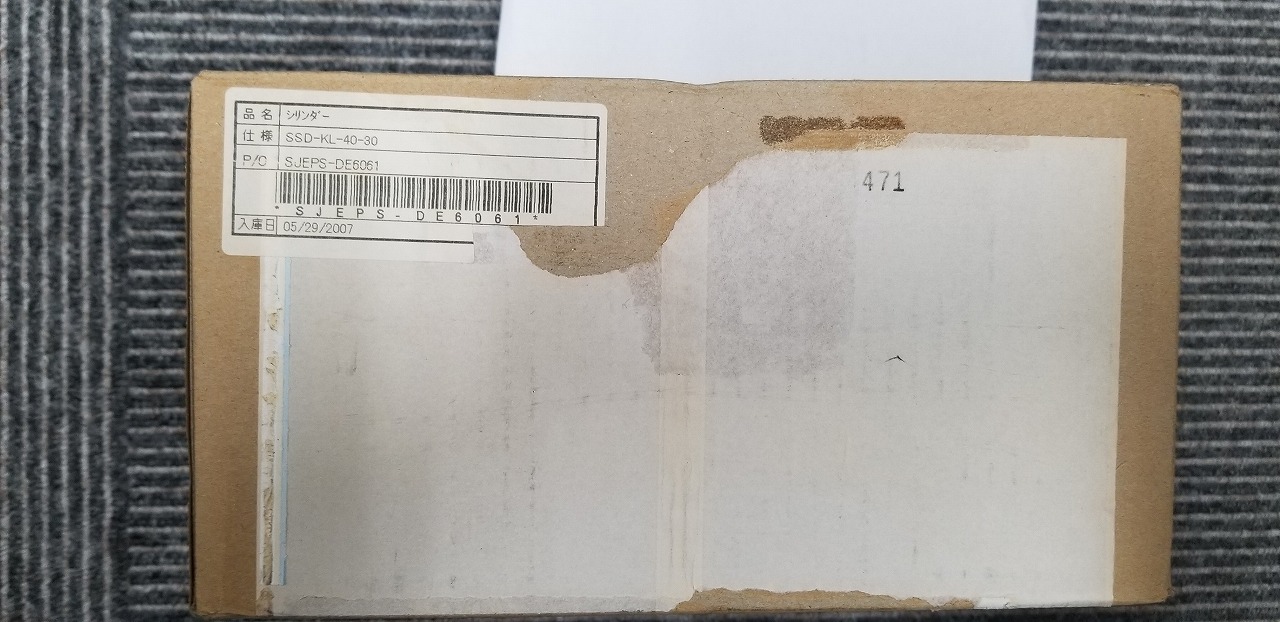 品名 シリンダー
仕様 SSD-KL-40-30
P/O SJEPS-DE6061
*SJEPS-DE6061*
入庫日 05/29/2007
471